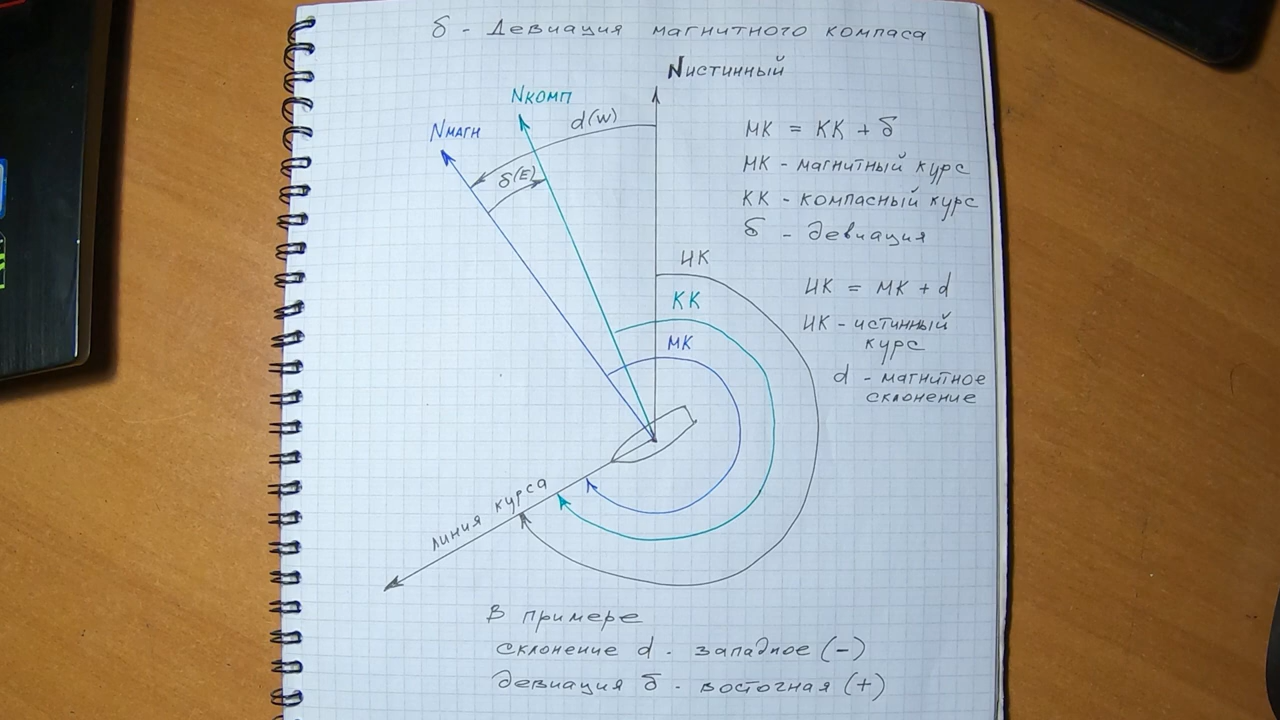 δ - Девиация магнитного компаса
Nистинный
Nкомп
d(W)
Nмагн
δ(E)
МК = КК + δ
МК - магнитный курс
КК - компасный курс
δ - девиация
ИК
КК
МК
ИК = МК + d
ИК - истинный
курс
d - магнитное
склонение
линия курса
В примере
склонение d - западное (-)
девиация δ - восточная (+)